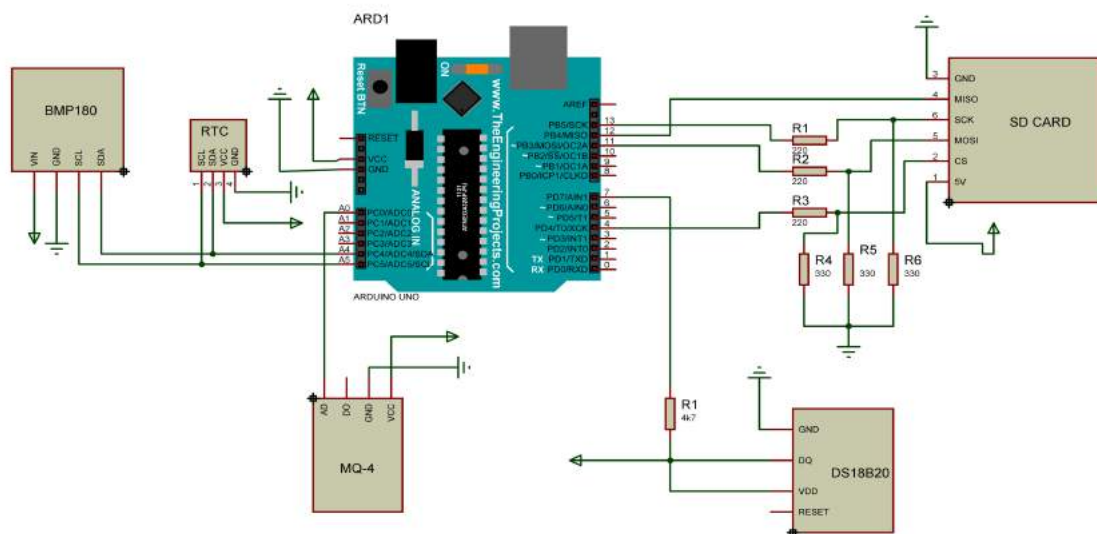 ARD1
BMP180
VIN
GND
SCL
SDA
RTC
SCL
SDA
VCC
GND
1
2
3
4
Reset BTN
ON
www.TheEngineeringProjects.com
RESET
VCC
GND
ANALOG IN
A0
A1
A2
A3
A4
A5
PC0/ADC0
PC1/ADC1
PC2/ADC2
PC3/ADC3
PC4/ADC4/SDA
PC5/ADC5/SCL
ARDUINO UNO
AREF
PB5/SCK
13
PB4/MISO
12
~PB3/MOSI/OC2A
11
~PB2/SS/OC1B
10
~PB1/OC1A
9
PB0/ICP1/CLKO
8
PD7/AIN1
7
~PD6/AIN0
6
~PD5/T1
5
PD4/T0/XCK
4
~PD3/INT1
3
PD2/INT0
2
TX PD1/TXD
1
RX PD0/RXD
0
R1
220
R2
220
R3
220
R4
330
R5
330
R6
330
3
GND
4
MISO
6
SCK
5
MOSI
2
CS
1
5V
SD CARD
AD
DO
GND
VCC
MQ-4
R1
4k7
GND
DQ
VDD
RESET
DS18B20